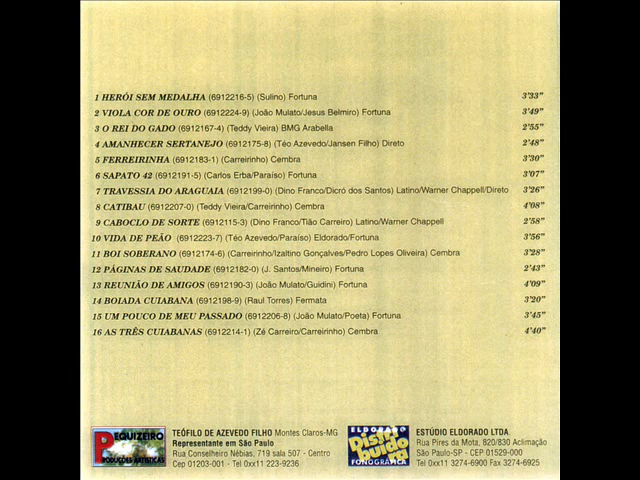 1 HERÓI SEM MEDALHA (6912216-5) (Sulino) Fortuna 3'33"
2 VIOLA COR DE OURO (6912224-9) (João Mulato/Jesus Belmiro) Fortuna 3'49"
3 O REI DO GADO (6912167-4) (Teddy Vieira) BMG Arabella 2'55"
4 AMANHECER SERTANEJO (6912175-8) (Téo Azevedo/Jansen Filho) Direto 2'48"
5 FERREIRINHA (6912183-1) (Carreirinho) Cembra 3'30"
6 SAPATO 42 (6912191-5) (Carlos Erba/Paraíso) Fortuna 3'07"
7 TRAVESSIA DO ARAGUAIA (6912199-0) (Dino Franco/Dicró dos Santos) Latino/Warner Chappell/Direto 3'26"
8 CATIBAU (6912207-0) (Teddy Vieira/Carreirinho) Cembra 4'08"
9 CABOCLO DE SORTE (6912115-3) (Dino Franco/Tião Carreiro) Latino/Warner Chappell 2'58"
10 VIDA DE PEÃO (6912223-7) (Téo Azevedo/Paraíso) Eldorado/Fortuna 3'56"
11 BOI SOBERANO (6912174-6) (Carreirinho/Izaltino Gonçalves/Pedro Lopes Oliveira) Cembra 3'28"
12 PÁGINAS DE SAUDADE (6912182-0) (J. Santos/Mineiro) Fortuna 2'43"
13 REUNIÃO DE AMIGOS (6912190-3) (João Mulato/Guidini) Fortuna 4'09"
14 BOIADA CUIABANA (6912198-9) (Raul Torres) Fermata 3'20"
15 UM POUCO DE MEU PASSADO (6912206-8) (João Mulato/Poeta) Fortuna 3'45"
16 AS TRÊS CUIABANAS (6912214-1) (Zé Carreiro/Carreirinho) Cembra 4'40"
PEQUIZEIRO
PRODUÇÕES ARTÍSTICAS
TEÓFILO DE AZEVEDO FILHO Montes Claros-MG
Representante em São Paulo
Rua Conselheiro Nébias, 719 sala 507 - Centro
Cep 01203-001 - Tel 0xx11 223-9236
ELDORADO
Distribuidora
FONOGRÁFICA
ESTÚDIO ELDORADO LTDA.
Rua Pires da Mota, 820/830 Aclimação
São Paulo-SP - CEP 01529-000
Tel 0xx11 3274-6900 Fax 3274-6925